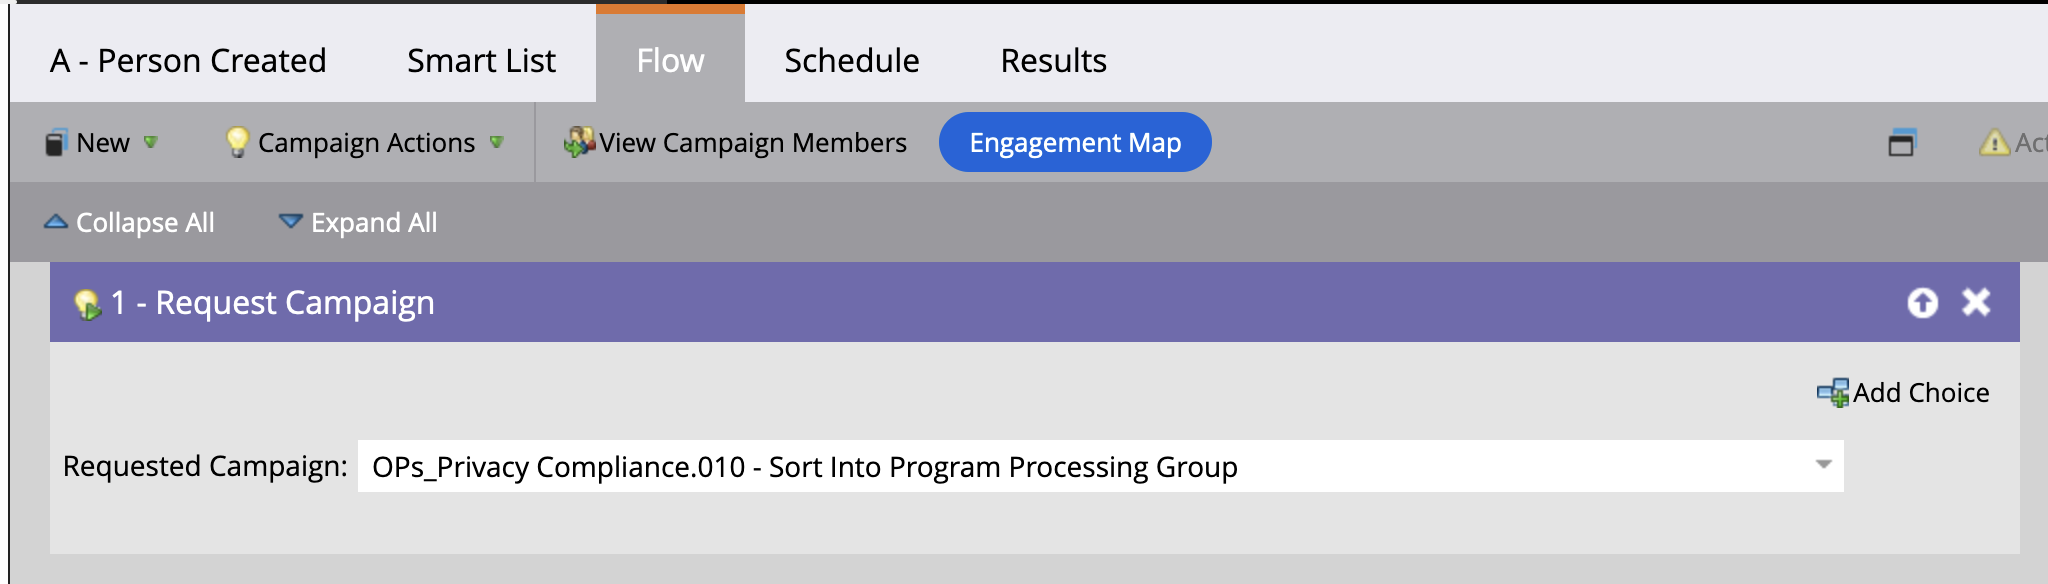 A - Person Created Smart List Flow Schedule Results
New Campaign Actions View Campaign Members Engagement Map
Collapse All Expand All
1 - Request Campaign
Add Choice
Requested Campaign: OPs_Privacy Compliance.010 - Sort Into Program Processing Group